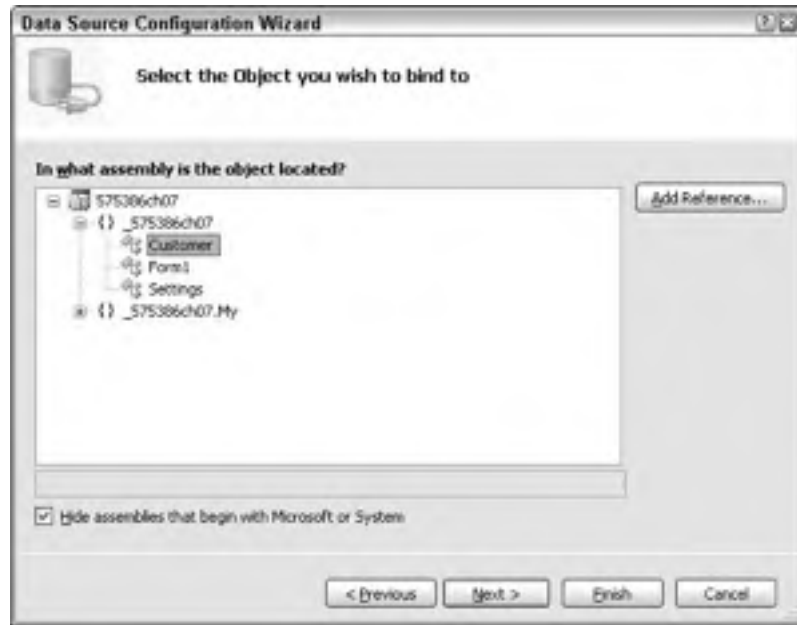 Data Source Configuration Wizard
Select the Object you wish to bind to
In what assembly is the object located?
575386ch07
{} _575386ch07
Customer
Form1
Settings
{} _575386ch07.My
Add Reference...
Hide assemblies that begin with Microsoft or System
< Previous
Next >
Finish
Cancel